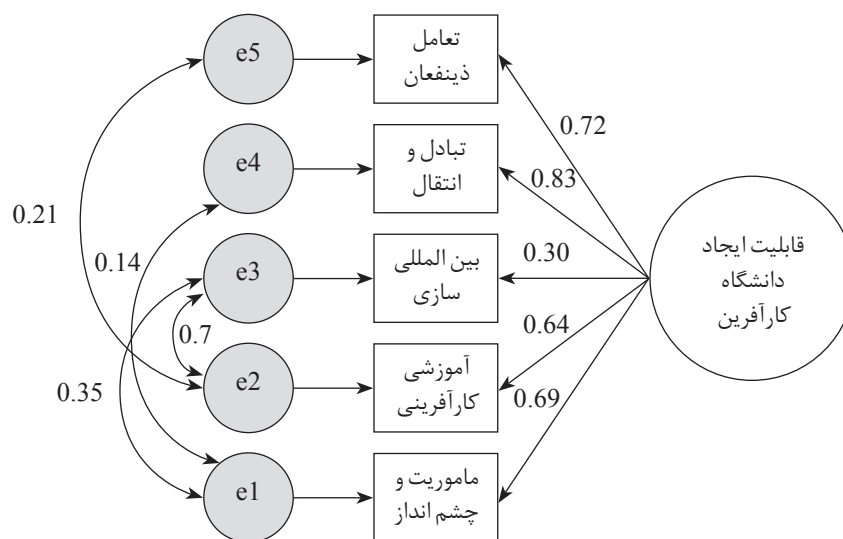 e5
تعامل
ذینفعان
0.72
e4
تبادل و
انتقال
0.83
0.21
0.14
e3
بین المللی
سازی
0.30
قابلیت ایجاد
دانشگاه
کارآفرین
0.7
0.35
e2
آموزشی
کارآفرینی
0.64
0.69
e1
ماموریت و
چشم انداز